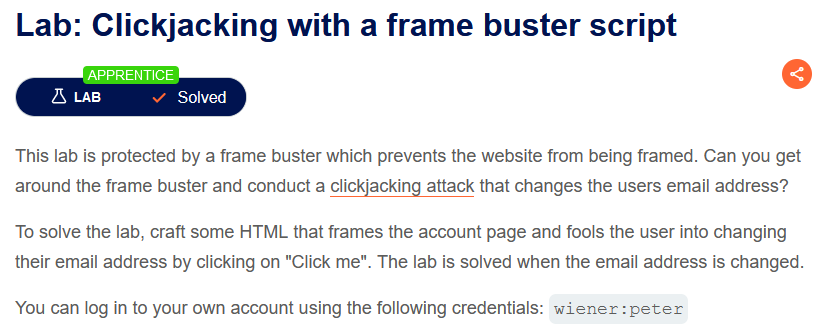 Lab: Clickjacking with a frame buster script
APPRENTICE
LAB Solved
This lab is protected by a frame buster which prevents the website from being framed. Can you get
around the frame buster and conduct a clickjacking attack that changes the users email address?
To solve the lab, craft some HTML that frames the account page and fools the user into changing
their email address by clicking on "Click me". The lab is solved when the email address is changed.
You can log in to your own account using the following credentials: wiener:peter